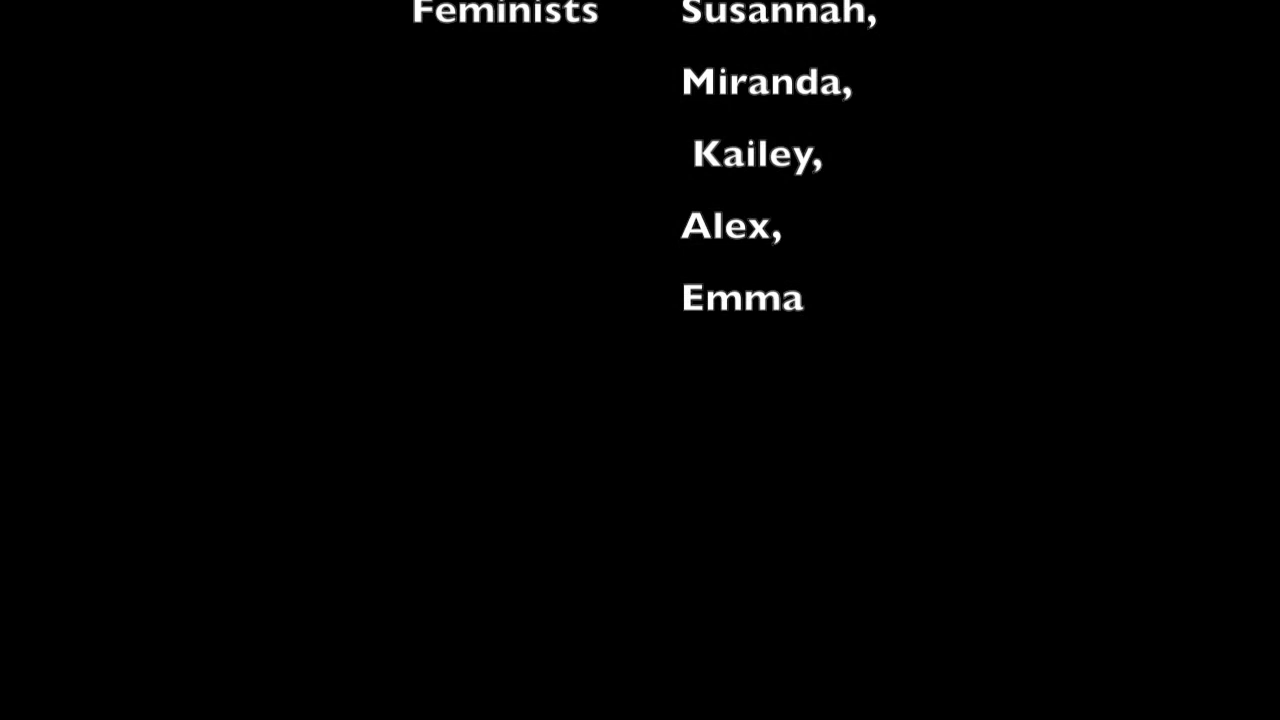 Feminists Susannah,
Miranda,
Kailey,
Alex,
Emma